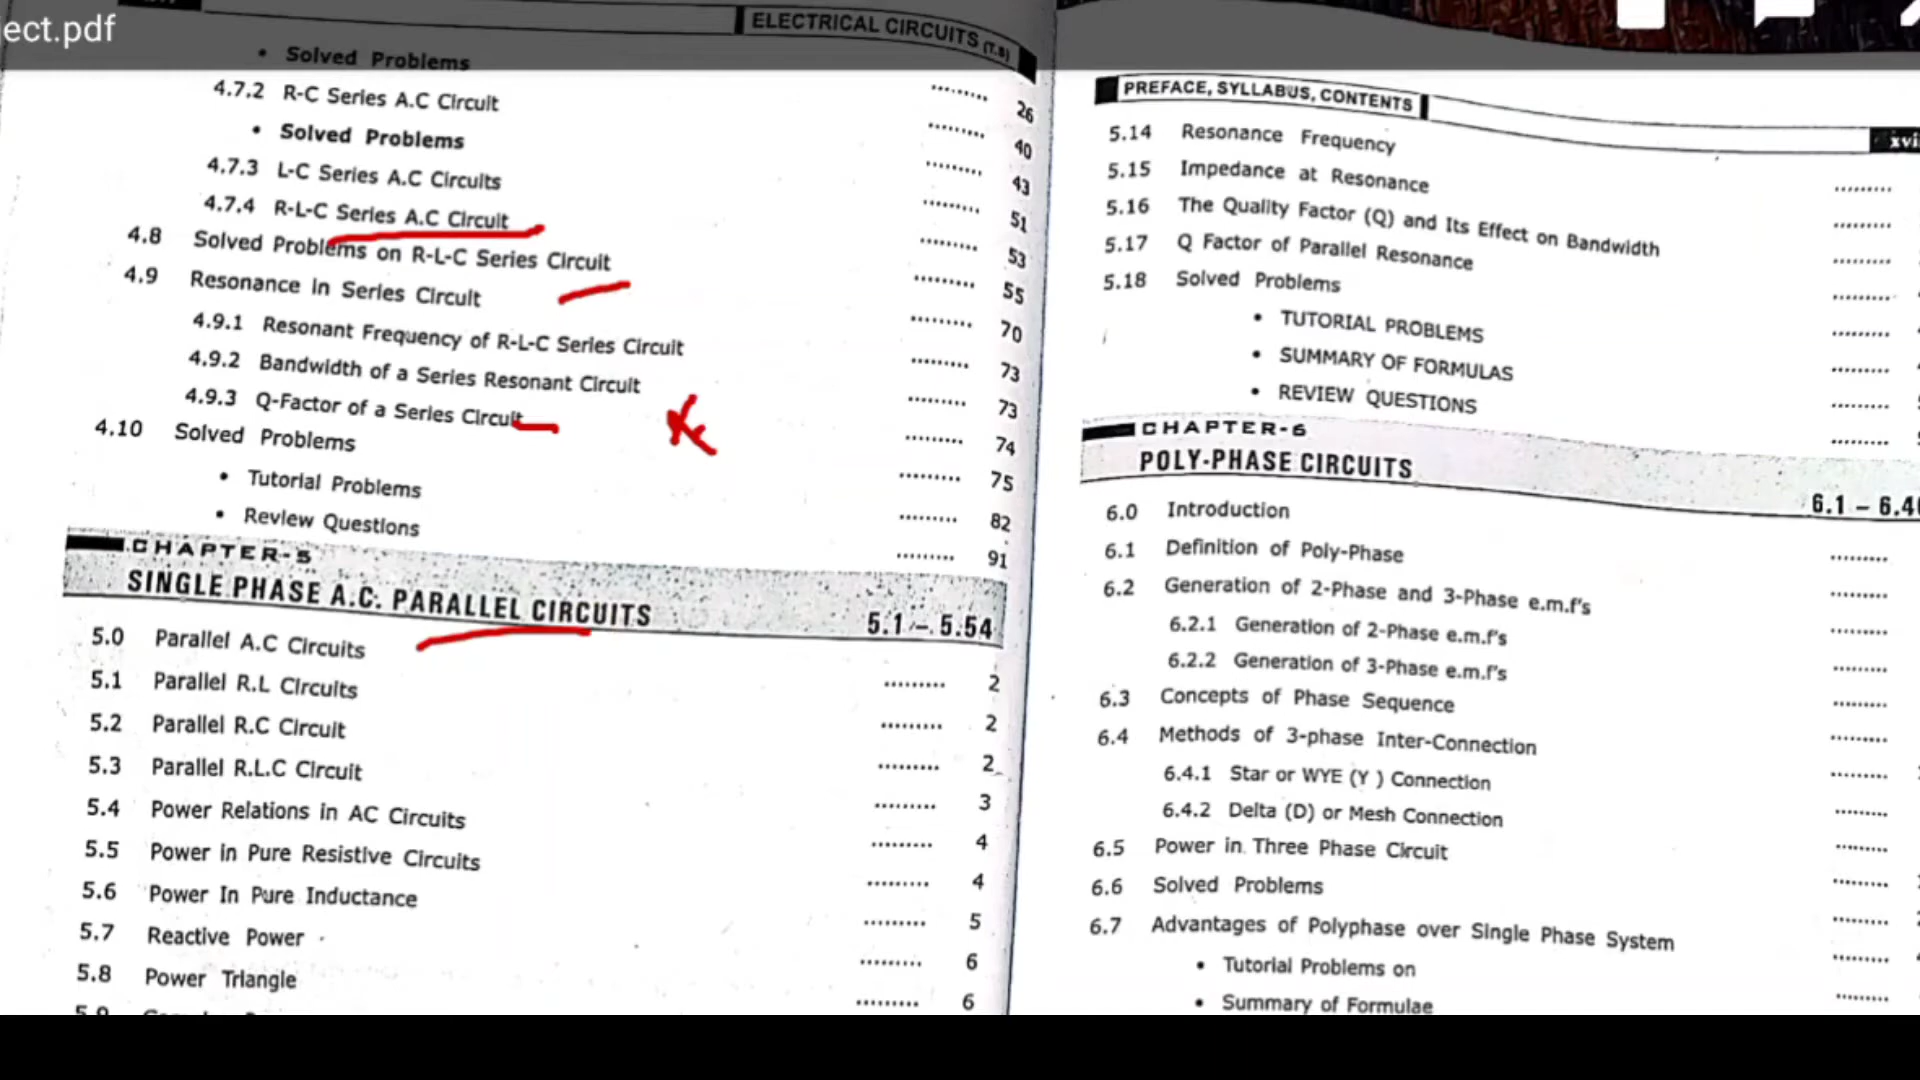 ect.pdf
ELECTRICAL CIRCUITS (T.S)
• Solved Problems
4.7.2 R-C Series A.C Circuit ......... 26
• Solved Problems ......... 40
4.7.3 L-C Series A.C Circuits ......... 43
4.7.4 R-L-C Series A.C Circuit ......... 51
4.8 Solved Problems on R-L-C Series Circuit ......... 53
4.9 Resonance in Series Circuit ......... 55
4.9.1 Resonant Frequency of R-L-C Series Circuit ......... 70
4.9.2 Bandwidth of a Series Resonant Circuit ......... 73
4.9.3 Q-Factor of a Series Circuit ......... 73
4.10 Solved Problems ......... 74
• Tutorial Problems ......... 75
• Review Questions ......... 82
......... 91
CHAPTER-5
SINGLE PHASE A.C. PARALLEL CIRCUITS 5.1 – 5.54
5.0 Parallel A.C Circuits ......... 2
5.1 Parallel R.L Circuits ......... 2
5.2 Parallel R.C Circuit ......... 2
5.3 Parallel R.L.C Circuit ......... 3
5.4 Power Relations in AC Circuits ......... 4
5.5 Power in Pure Resistive Circuits ......... 4
5.6 Power In Pure Inductance ......... 5
5.7 Reactive Power ......... 6
5.8 Power Triangle ......... 6
PREFACE, SYLLABUS, CONTENTS
5.14 Resonance Frequency
5.15 Impedance at Resonance .........
5.16 The Quality Factor (Q) and Its Effect on Bandwidth .........
5.17 Q Factor of Parallel Resonance .........
5.18 Solved Problems .........
• TUTORIAL PROBLEMS .........
• SUMMARY OF FORMULAS .........
• REVIEW QUESTIONS .........
CHAPTER-6
POLY-PHASE CIRCUITS
6.0 Introduction
6.1 Definition of Poly-Phase .........
6.2 Generation of 2-Phase and 3-Phase e.m.f's .........
6.2.1 Generation of 2-Phase e.m.f's .........
6.2.2 Generation of 3-Phase e.m.f's .........
6.3 Concepts of Phase Sequence .........
6.4 Methods of 3-phase Inter-Connection .........
6.4.1 Star or WYE (Y ) Connection .........
6.4.2 Delta (D) or Mesh Connection .........
6.5 Power in Three Phase Circuit .........
6.6 Solved Problems .........
6.7 Advantages of Polyphase over Single Phase System .........
• Tutorial Problems on .........
• Summary of Formulae .........